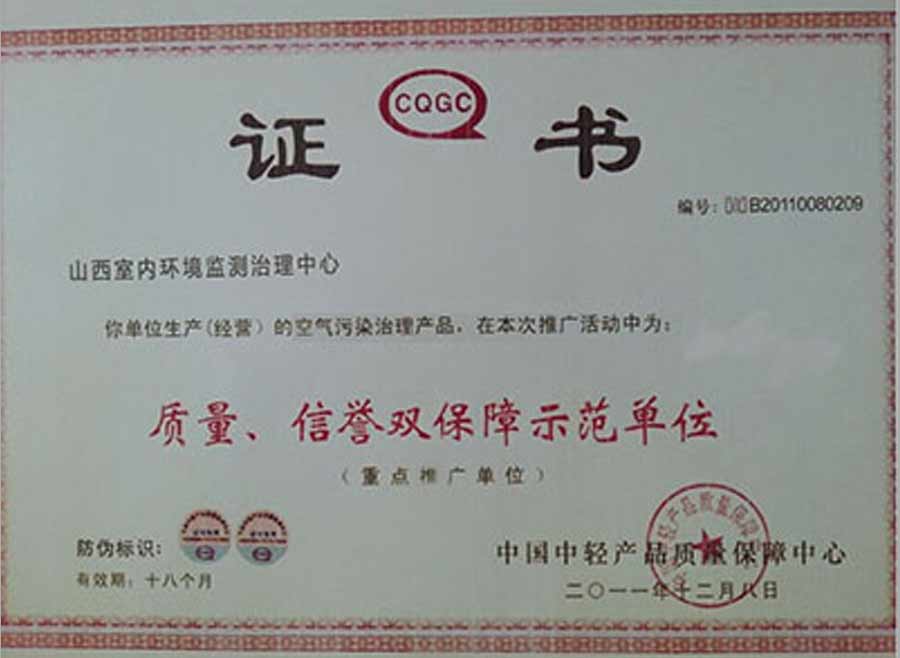 CQGC
证 书
编号：B20110080209
山西室内环境监测治理中心
你单位生产(经营）的空气污染治理产品，在本次推广活动中为：
质量、信誉双保障示范单位
（重点推广单位）
防伪标识：
中国中轻产品质量保障中心
有效期：十八个月
二〇一一年十二月八日